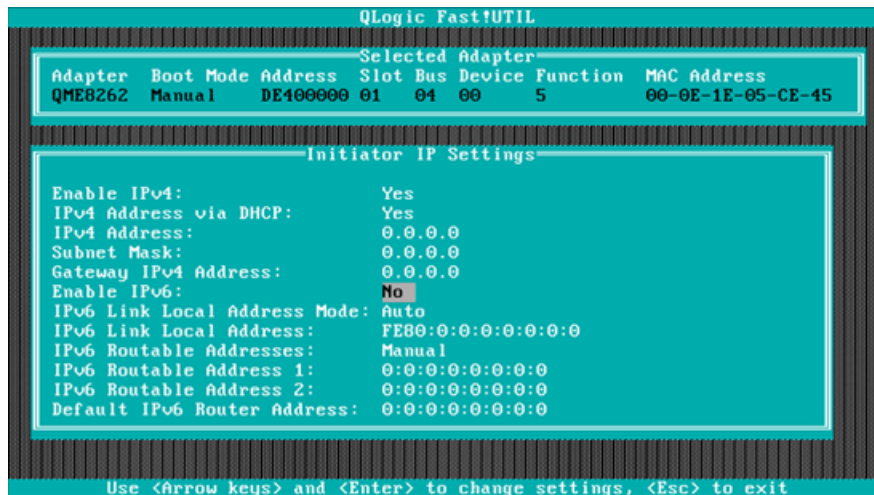 QLogic Fast!UTIL
Selected Adapter
Adapter Boot Mode Address Slot Bus Device Function MAC Address
QME8262 Manual DE400000 01 04 00 5 00-0E-1E-05-CE-45
Initiator IP Settings
Enable IPv4: Yes
IPv4 Address via DHCP: Yes
IPv4 Address: 0.0.0.0
Subnet Mask: 0.0.0.0
Gateway IPv4 Address: 0.0.0.0
Enable IPv6: No
IPv6 Link Local Address Mode: Auto
IPv6 Link Local Address: FE80:0:0:0:0:0:0:0
IPv6 Routable Addresses: Manual
IPv6 Routable Address 1: 0:0:0:0:0:0:0:0
IPv6 Routable Address 2: 0:0:0:0:0:0:0:0
Default IPv6 Router Address: 0:0:0:0:0:0:0:0
Use <Arrow keys> and <Enter> to change settings, <Esc> to exit